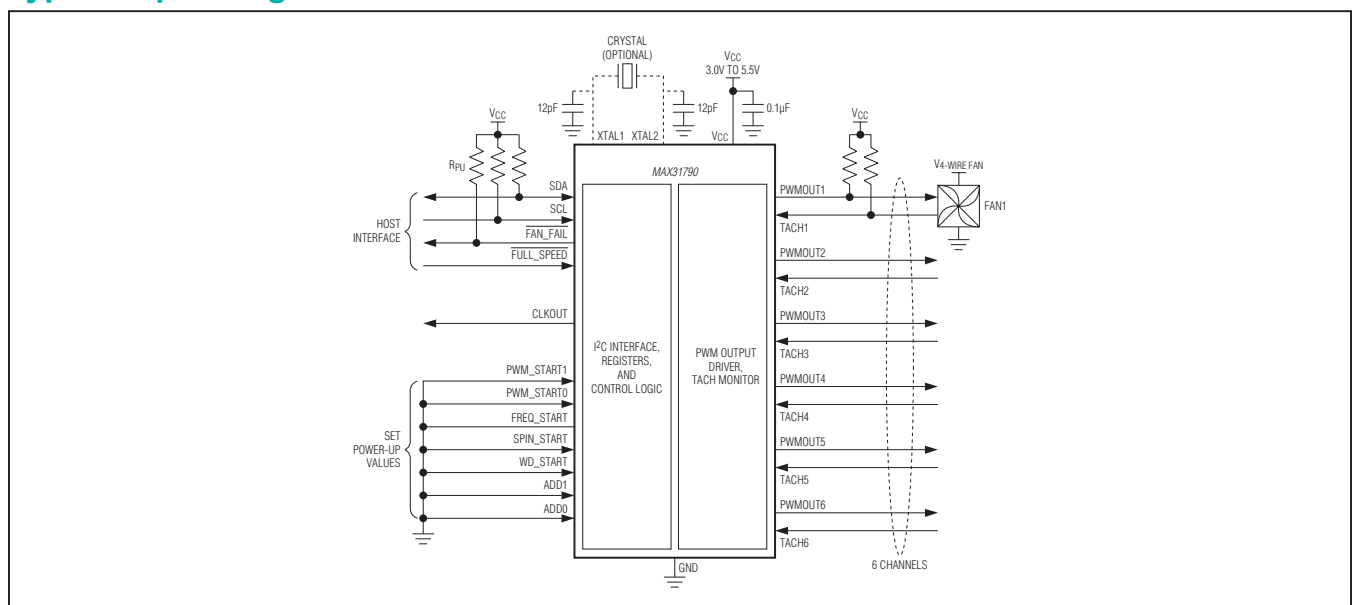 CRYSTAL
(OPTIONAL)
VCC
3.0V TO 5.5V
12pF
12pF
0.1µF
VCC
XTAL1 XTAL2
VCC
VCC
RPU
MAX31790
V4-WIRE FAN
SDA
SCL
FAN_FAIL
FULL_SPEED
HOST
INTERFACE
CLKOUT
PWM_START1
PWM_START0
FREQ_START
SPIN_START
WD_START
ADD1
ADD0
SET
POWER-UP
VALUES
I2C INTERFACE,
REGISTERS,
AND
CONTROL LOGIC
PWM OUTPUT
DRIVER,
TACH MONITOR
PWMOUT1
TACH1
PWMOUT2
TACH2
PWMOUT3
TACH3
PWMOUT4
TACH4
PWMOUT5
TACH5
PWMOUT6
TACH6
FAN1
GND
6 CHANNELS